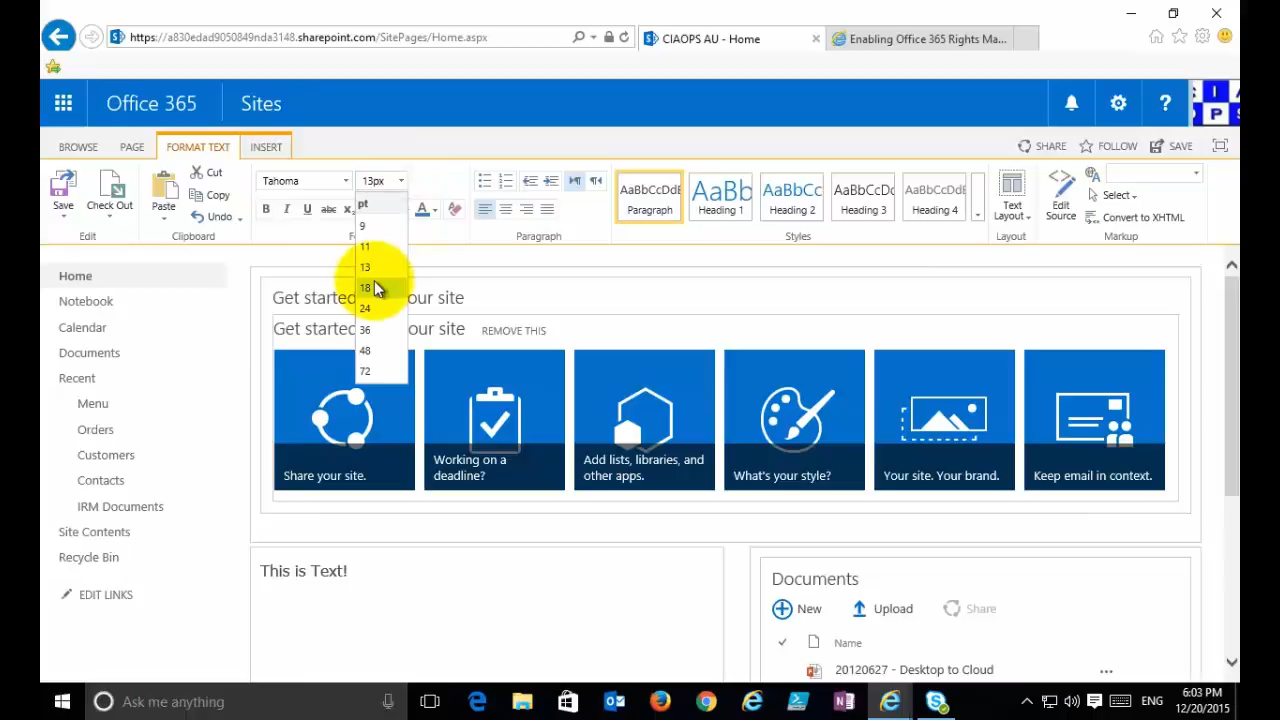 https://a830edad9050849nda3148.sharepoint.com/SitePages/Home.aspx
CIAOPS AU - Home
Enabling Office 365 Rights Ma...
Office 365
Sites
?
I
P
BROWSE
PAGE
FORMAT TEXT
INSERT
SHARE
FOLLOW
SAVE
Save
Check Out
Edit
Paste
Cut
Copy
Undo
Clipboard
Tahoma
13px
B I U abc
pt
9
11
13
18
24
36
48
72
Paragraph
AaBbCcDdE
Paragraph
AaBb
Heading 1
AaBbCc
Heading 2
AaBbCcDc
Heading 3
AaBbCcDdE
Heading 4
Styles
Text Layout
Layout
Edit Source
Select
Convert to XHTML
Markup
Home
Notebook
Calendar
Documents
Recent
Menu
Orders
Customers
Contacts
IRM Documents
Site Contents
Recycle Bin
EDIT LINKS
Get started our site
Get started our site REMOVE THIS
Share your site.
Working on a
deadline?
Add lists, libraries, and
other apps.
What's your style?
Your site. Your brand.
Keep email in context.
This is Text!
Documents
New
Upload
Share
Name
20120627 - Desktop to Cloud
...
Ask me anything
ENG
6:03 PM
12/20/2015